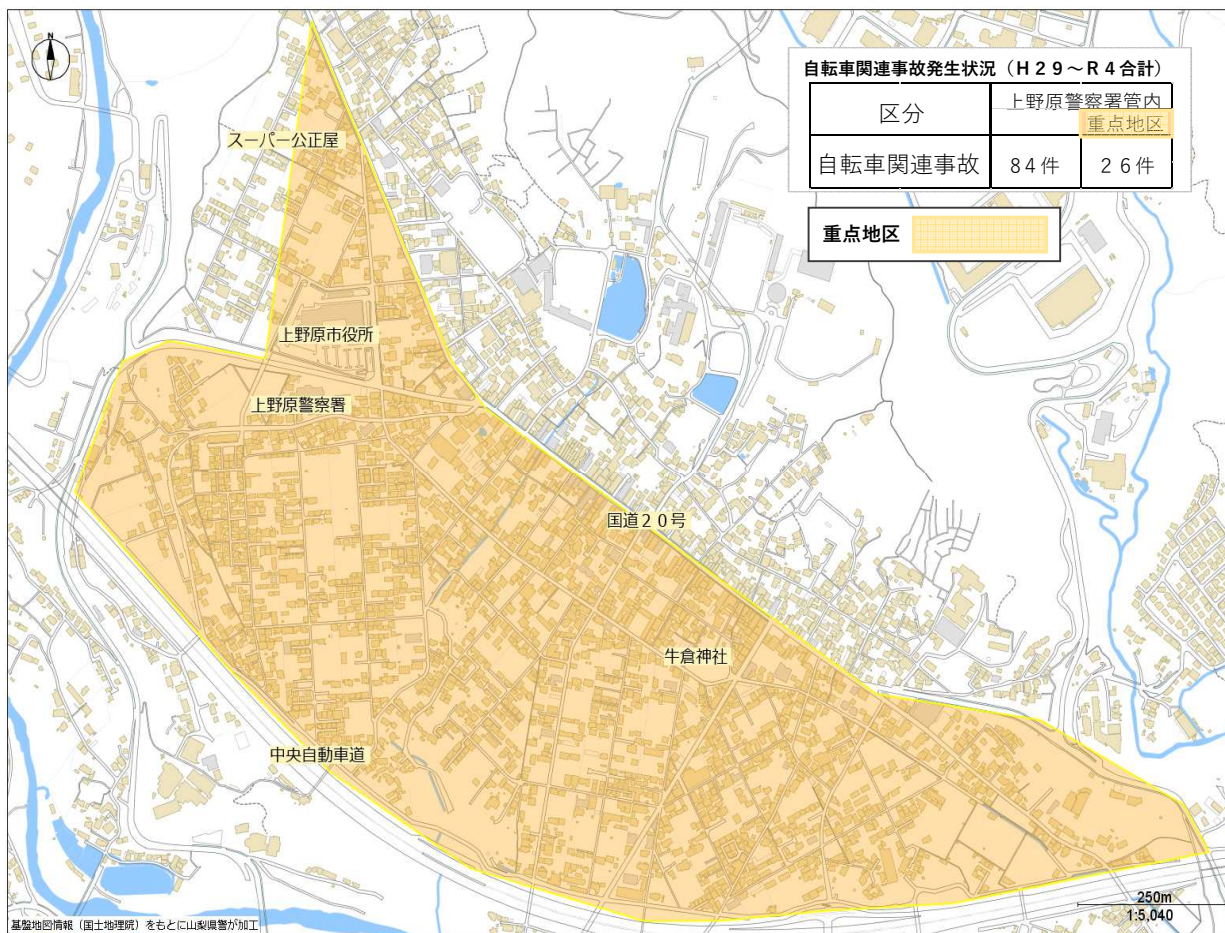 N
自転車関連事故発生状況（H29～R4合計）
区分
上野原警察署管内
重点地区
自転車関連事故
84件
26件
重点地区
スーパー公正屋
上野原市役所
上野原警察署
国道20号
牛倉神社
中央自動車道
250m
1:5,040
基盤地図情報（国土地理院）をもとに山梨県警が加工